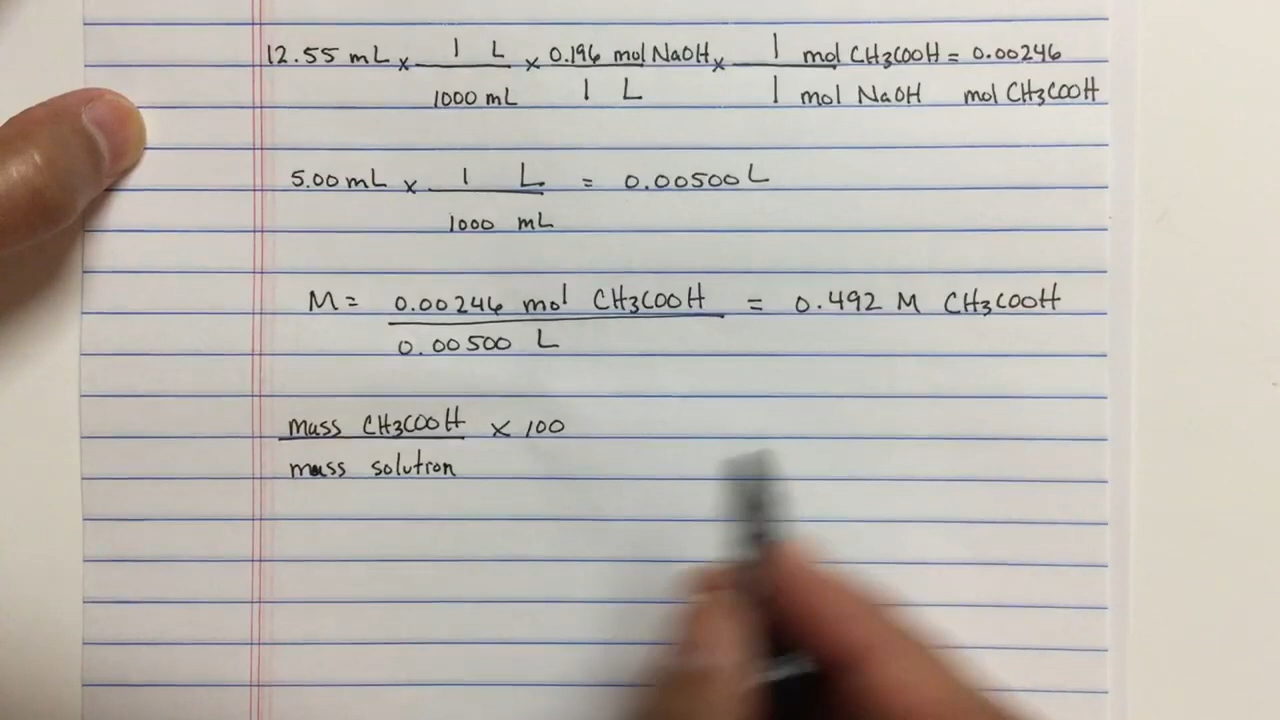 12.55 mL x 1 L x 0.196 mol NaOH x 1 mol CH3COOH = 0.00246
1000 mL 1 L 1 mol NaOH mol CH3COOH
5.00 mL x 1 L = 0.00500 L
1000 mL
M = 0.00246 mol CH3COOH = 0.492 M CH3COOH
0.00500 L
mass CH3COOH x 100
mass solution